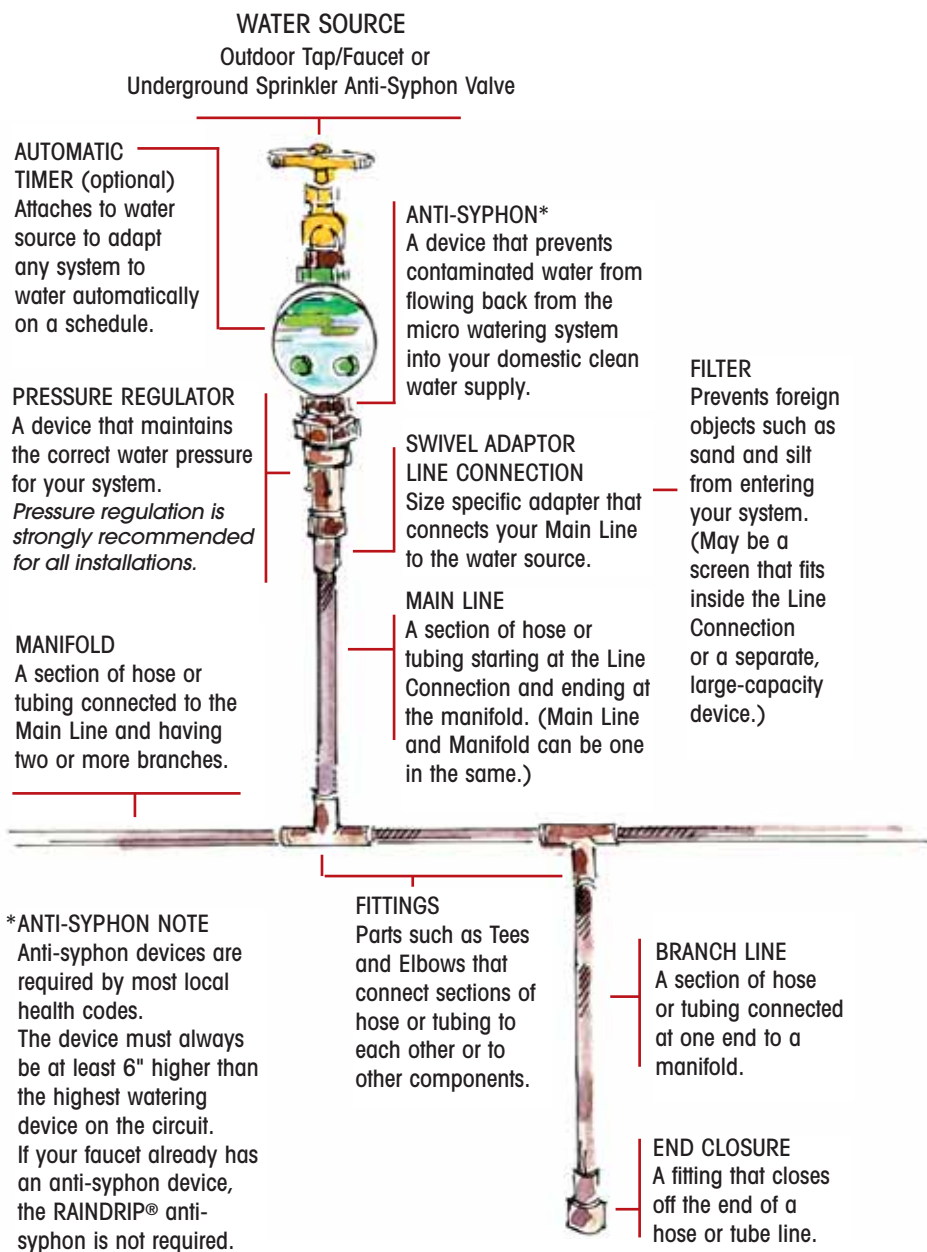 WATER SOURCE
Outdoor Tap/Faucet or
Underground Sprinkler Anti-Syphon Valve
AUTOMATIC
TIMER (optional)
Attaches to water
source to adapt
any system to
water automatically
on a schedule.
ANTI-SYPHON*
A device that prevents
contaminated water from
flowing back from the
micro watering system
into your domestic clean
water supply.
PRESSURE REGULATOR
A device that maintains
the correct water pressure
for your system.
Pressure regulation is
strongly recommended
for all installations.
SWIVEL ADAPTOR
LINE CONNECTION
Size specific adapter that
connects your Main Line
to the water source.
FILTER
Prevents foreign
objects such as
sand and silt
from entering
your system.
(May be a
screen that fits
inside the Line
Connection
or a separate,
large-capacity
device.)
MAIN LINE
A section of hose or
tubing starting at the Line
Connection and ending at
the manifold. (Main Line
and Manifold can be one
in the same.)
MANIFOLD
A section of hose or
tubing connected to the
Main Line and having
two or more branches.
*ANTI-SYPHON NOTE
Anti-syphon devices are
required by most local
health codes.
The device must always
be at least 6" higher than
the highest watering
device on the circuit.
If your faucet already has
an anti-syphon device,
the RAINDRIP® anti-
syphon is not required.
FITTINGS
Parts such as Tees
and Elbows that
connect sections of
hose or tubing to
each other or to
other components.
BRANCH LINE
A section of hose
or tubing connected
at one end to a
manifold.
END CLOSURE
A fitting that closes
off the end of a
hose or tube line.